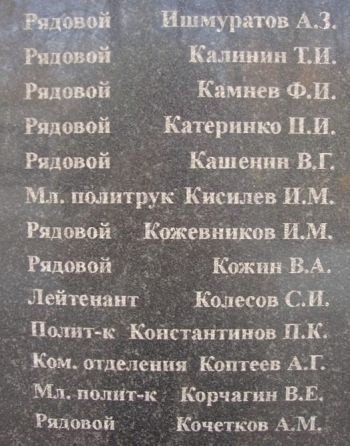 Рядовой Ишмуратов А.З.
Рядовой Калинин Т.И.
Рядовой Камнев Ф.И.
Рядовой Катеринко П.И.
Рядовой Кашенин В.Г.
Мл. политрук Кисилев И.М.
Рядовой Кожевников И.М.
Рядовой Кожин В.А.
Лейтенант Колесов С.И.
Полит-к Константинов П.К.
Ком. отделения Коптеев А.Г.
Мл. полит-к Корчагин В.Е.
Рядовой Кочетков А.М.